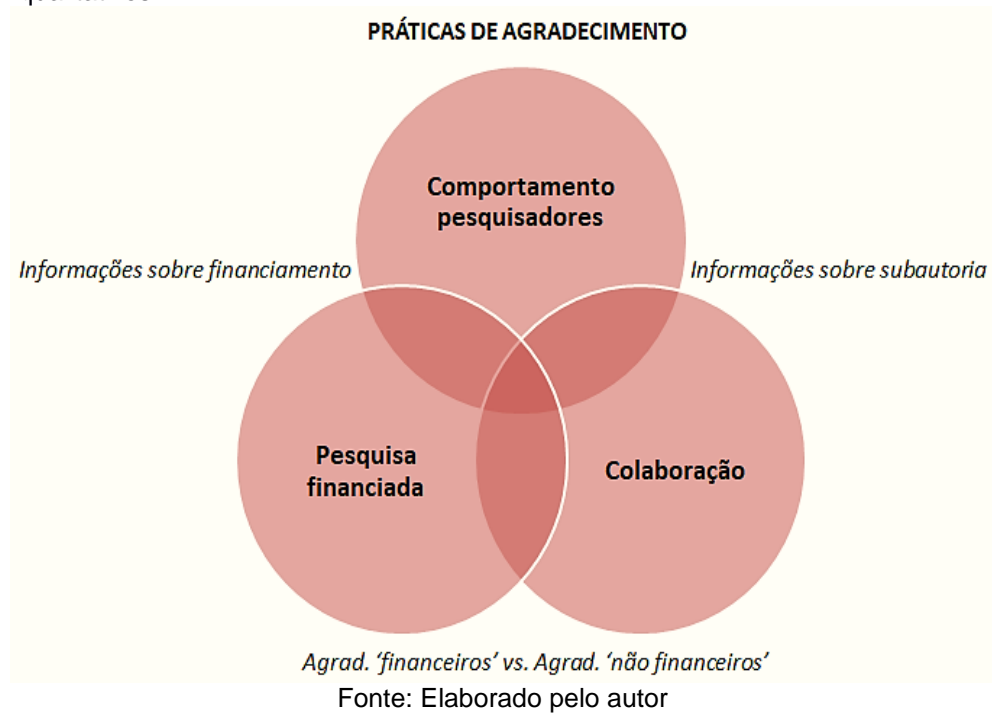 PRÁTICAS DE AGRADECIMENTO
Comportamento
pesquisadores
Informações sobre financiamento
Informações sobre subautoria
Pesquisa
financiada
Colaboração
Agrad. ‘financeiros’ vs. Agrad. ‘não financeiros’
Fonte: Elaborado pelo autor